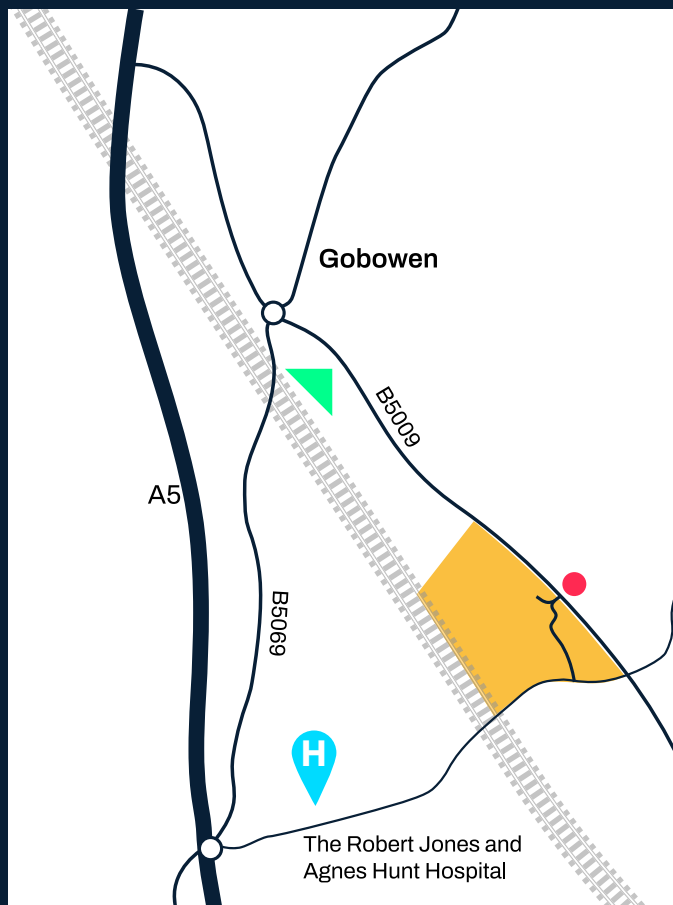 Gobowen
B5009
A5
B5069
H
The Robert Jones and
Agnes Hunt Hospital